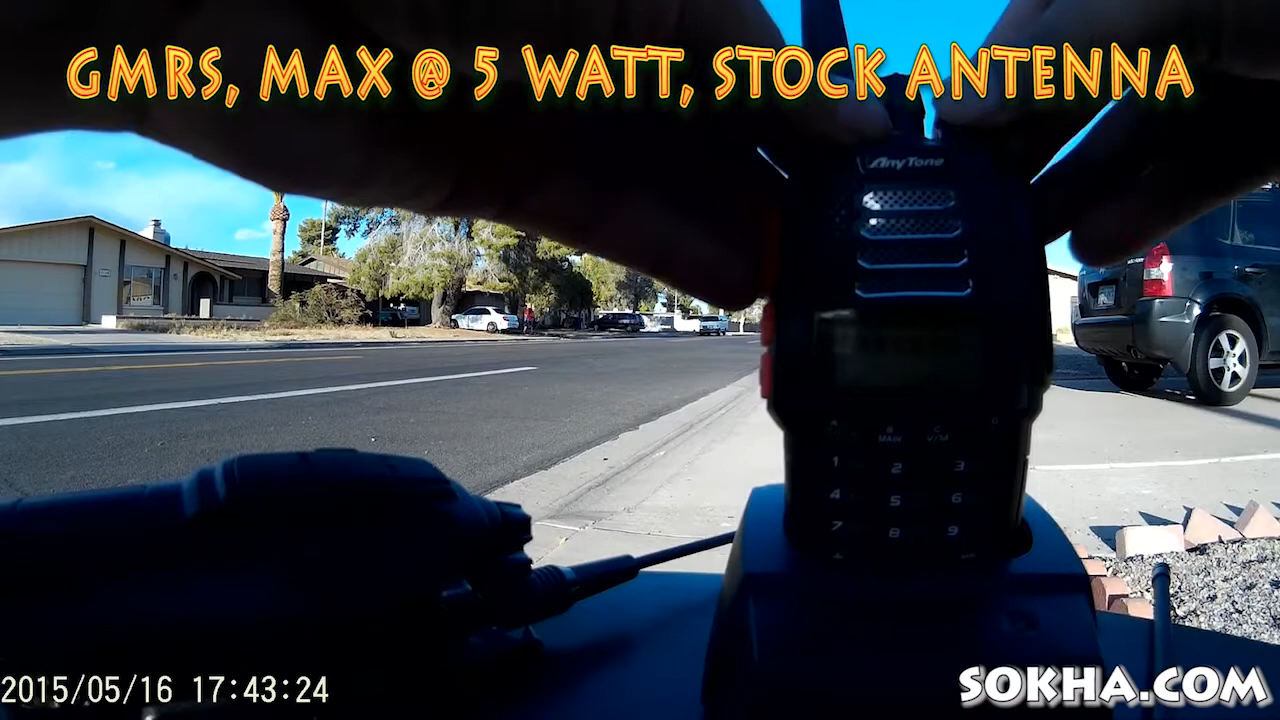 GMRS, MAX @ 5 WATT, STOCK ANTENNA
AnyTone
A B C D
MAIN V/M
1 2 3
4 5 6
7 8 9
2015/05/16 17:43:24
SOKHA.COM